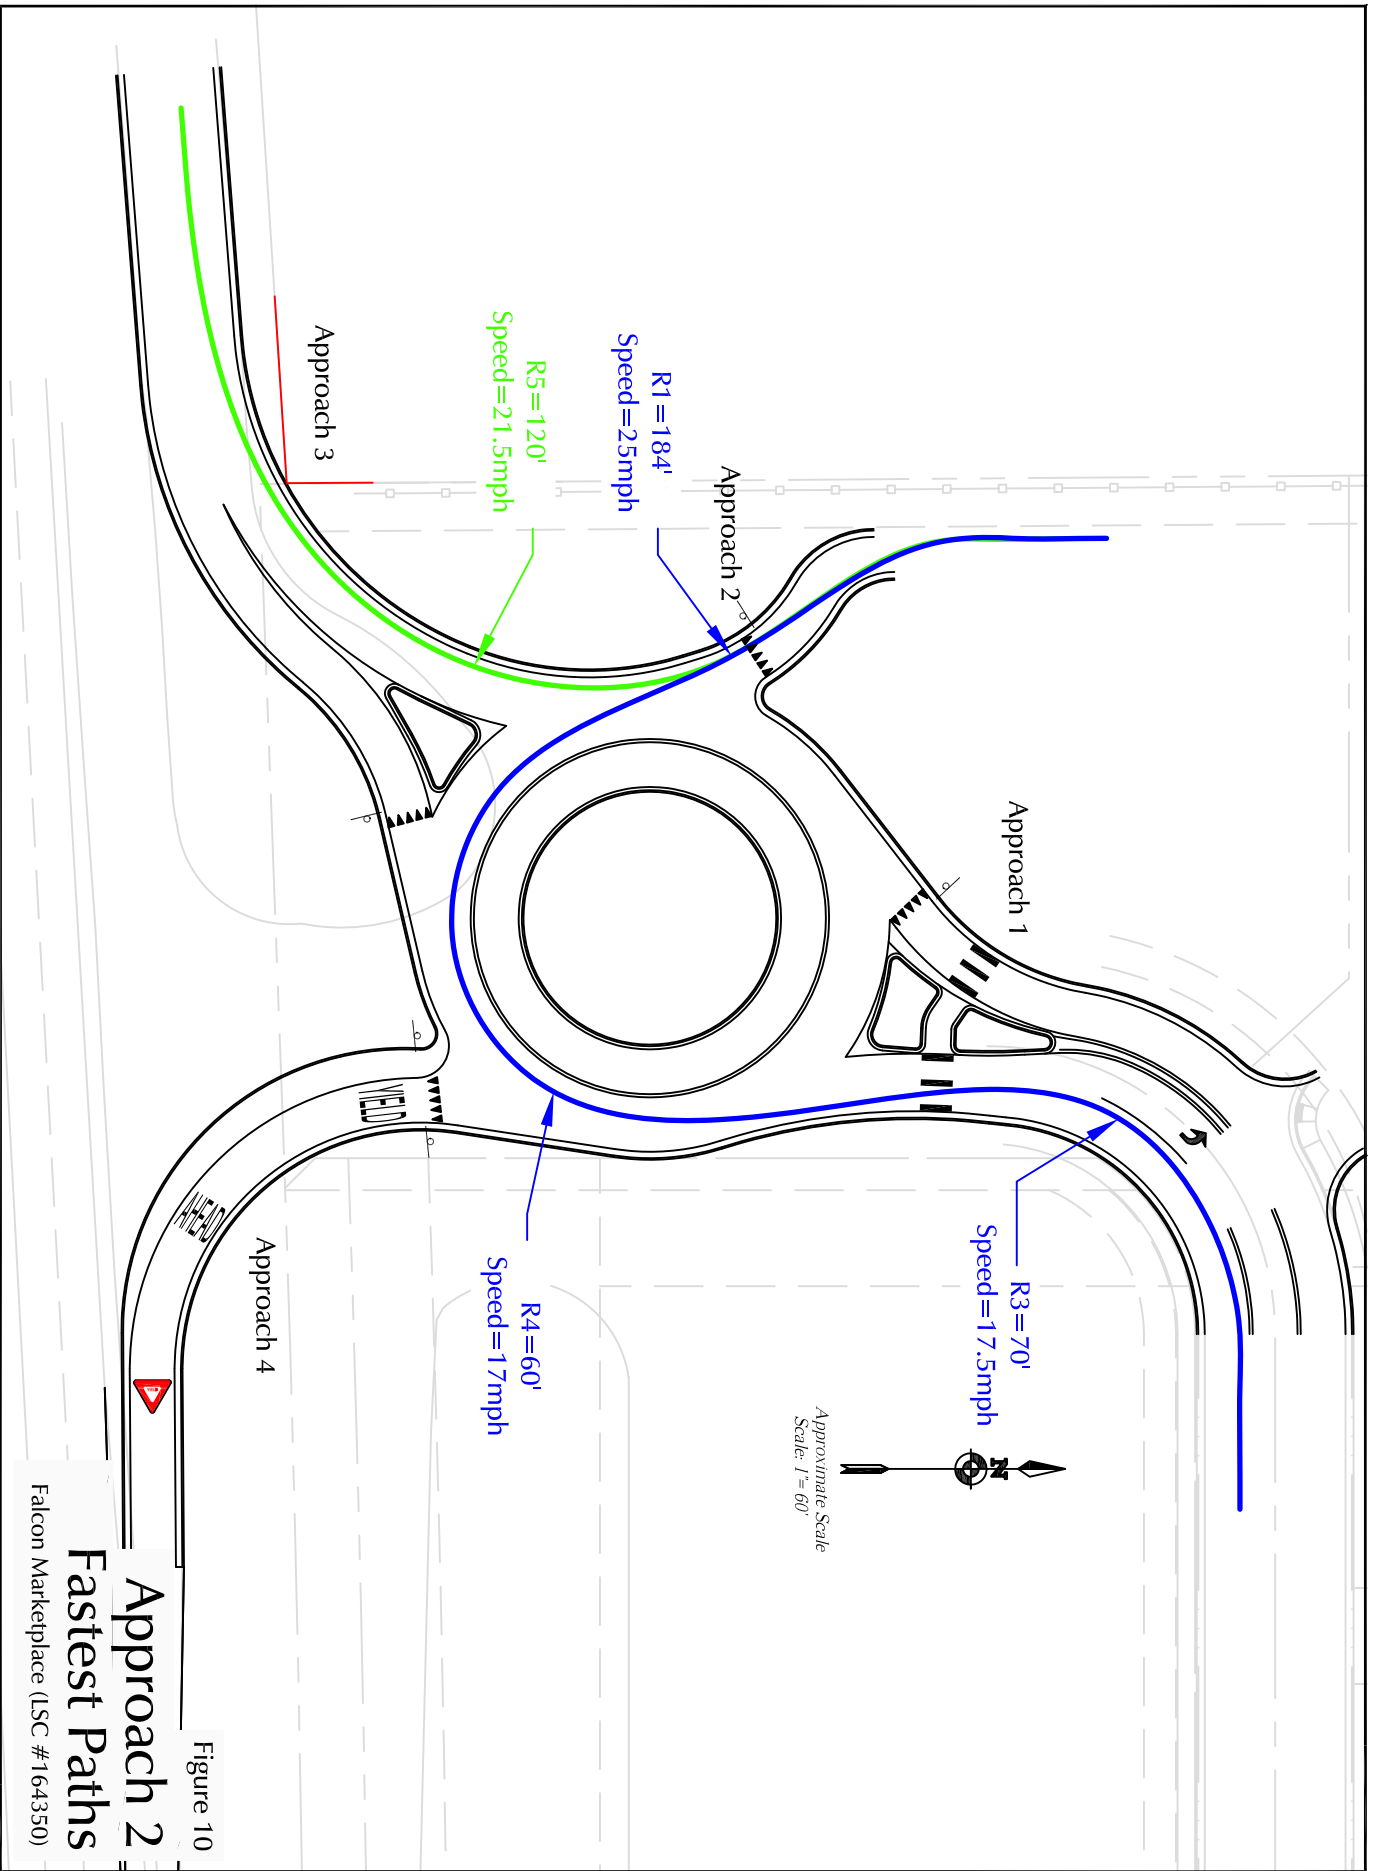 Approach 1
Approach 2
R1=184'
Speed=25mph
R5=120'
Speed=21.5mph
Approach 3
R3=70'
Speed=17.5mph
N
Approximate Scale
Scale: 1"= 60'
R4=60'
Speed=17mph
YIELD
AHEAD
Approach 4
YIELD
Figure 10
Approach 2
Fastest Paths
Falcon Marketplace (LSC #164350)